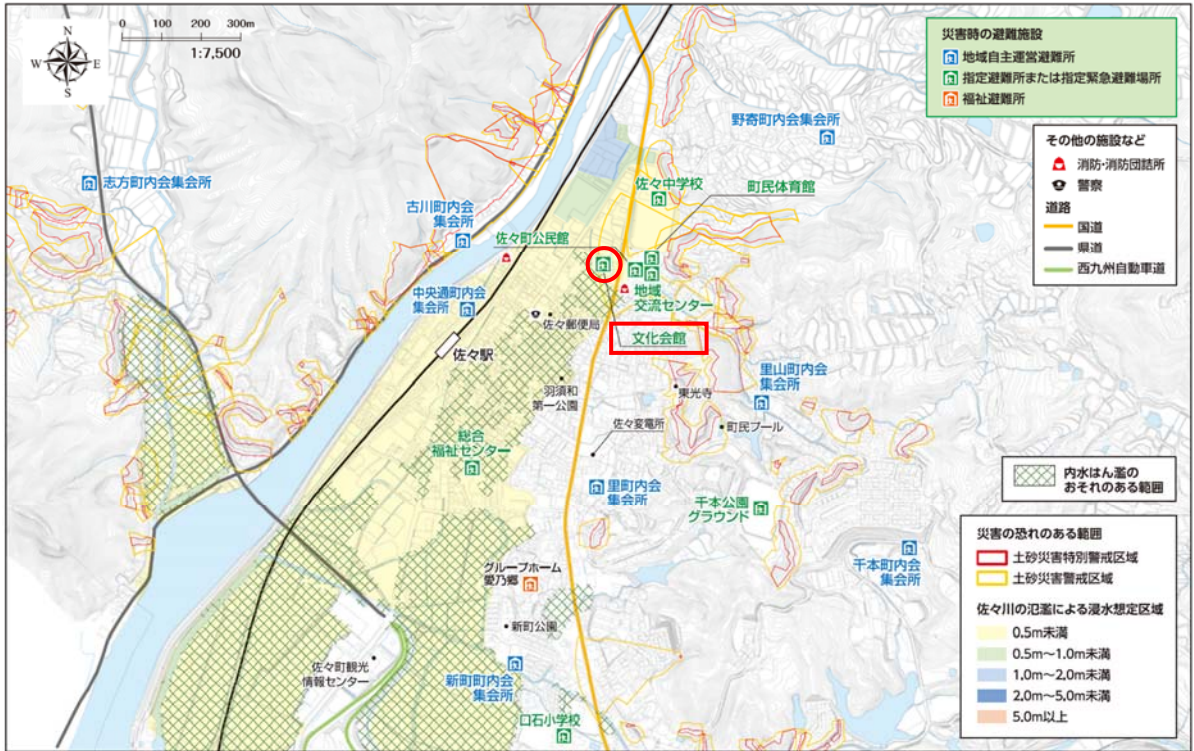 0 100 200 300m
1:7,500
N
W E
S
災害時の避難施設
地域自主運営避難所
指定避難所または指定緊急避難場所
福祉避難所
その他の施設など
消防・消防団詰所
警察
道路
国道
県道
西九州自動車道
野寄町内会集会所
志方町内会集会所
佐々中学校
町民体育館
古川町内会
集会所
佐々町公民館
地域
交流センター
中央通町内会
集会所
佐々郵便局
文化会館
佐々駅
里山町内会
集会所
羽須和
第一公園
東光寺
佐々変電所
町民プール
総合
福祉センター
里町内会
集会所
千本公園
グラウンド
内水はん濫の
おそれのある範囲
千本町内会
集会所
グループホーム
愛乃郷
新町公園
佐々町観光
情報センター
新町町内会
集会所
口石小学校
災害の恐れのある範囲
土砂災害特別警戒区域
土砂災害警戒区域
佐々川の氾濫による浸水想定区域
0.5m未満
0.5m～1.0m未満
1.0m～2.0m未満
2.0m～5.0m未満
5.0m以上